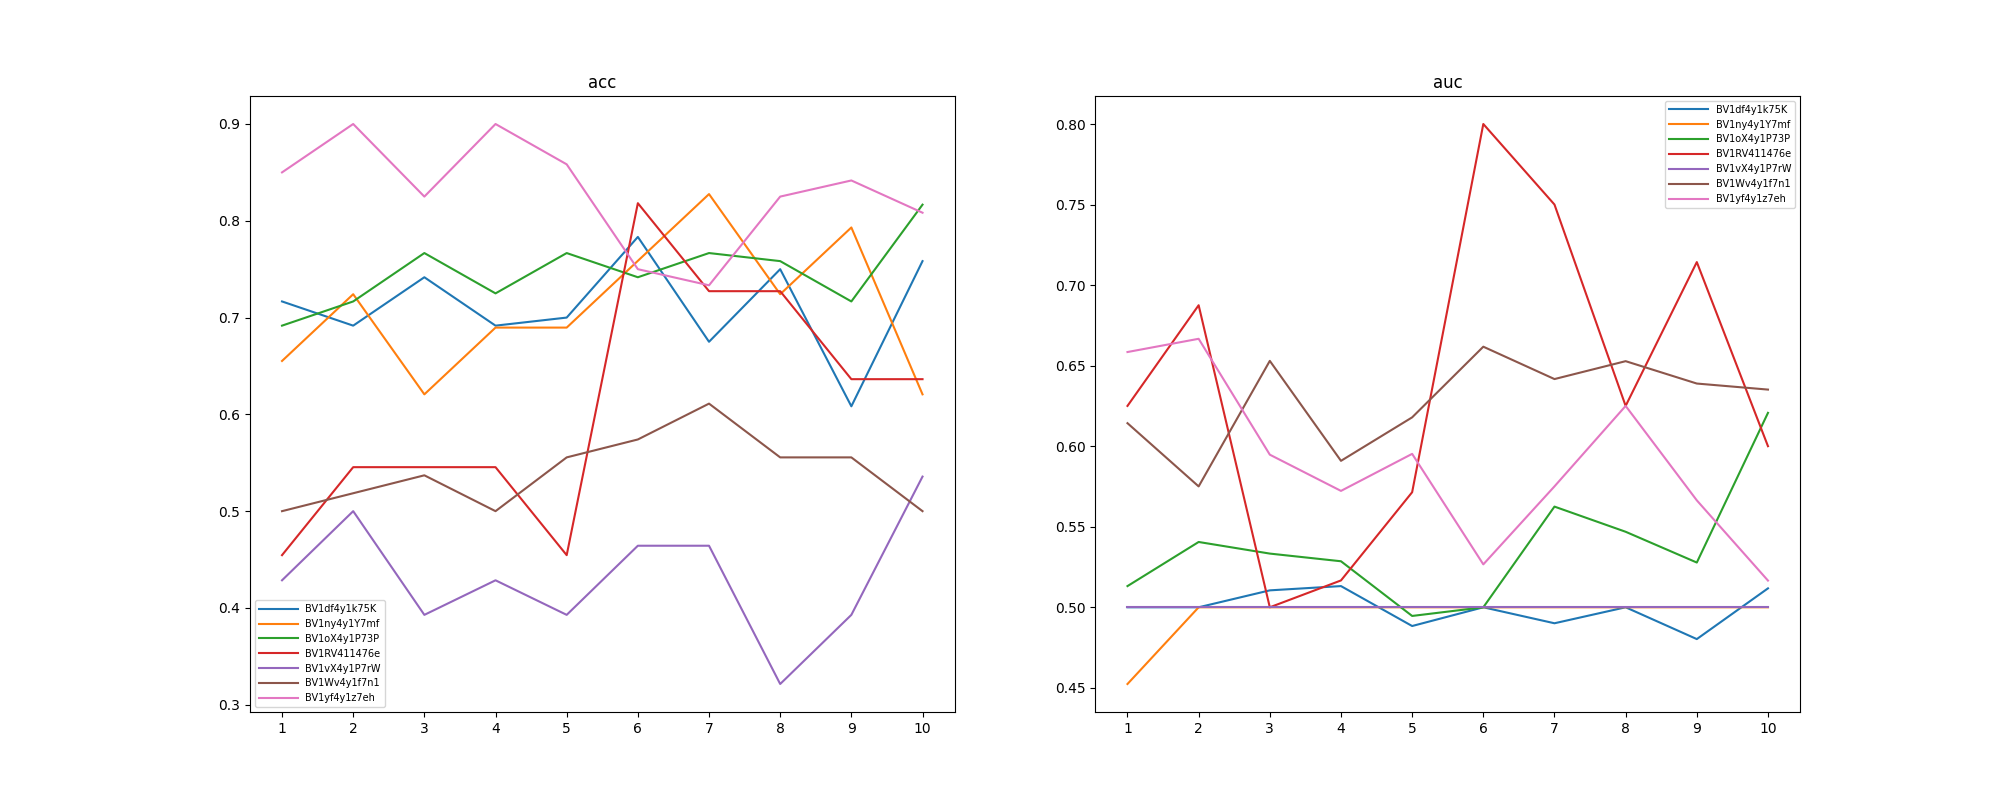 acc
0.9
0.8
0.7
0.6
0.5
0.4
0.3
BV1df4y1k75K
BV1ny4y1Y7mf
BV1oX4y1P73P
BV1RV411476e
BV1vX4y1P7rW
BV1Wv4y1f7n1
BV1yf4y1z7eh
1 2 3 4 5 6 7 8 9 10
auc
0.80
0.75
0.70
0.65
0.60
0.55
0.50
0.45
BV1df4y1k75K
BV1ny4y1Y7mf
BV1oX4y1P73P
BV1RV411476e
BV1vX4y1P7rW
BV1Wv4y1f7n1
BV1yf4y1z7eh
1 2 3 4 5 6 7 8 9 10